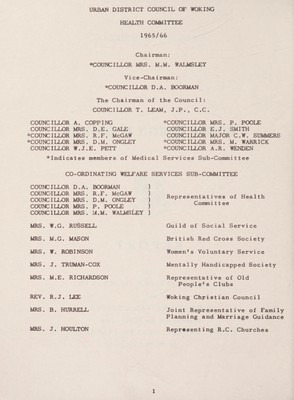 URBAN DISTRICT COUNCIL OF WOKING
HEALTH COMMITTEE
1965/66
Chairman:
*COUNCILLOR MRS. M.M. WALMSLEY
Vice-Chairman:
*COUNCILLOR D.A. BOORMAN
The Chairman of the Council:
COUNCILLOR T. LEAM, J.P., C.C.
COUNCILLOR A. COPPING *COUNCILLOR MRS. P. POOLE
COUNCILLOR MRS. D.E. GALE COUNCILLOR E.J. SMITH
*COUNCILLOR MRS. R.F. McGAW COUNCILLOR MAJOR C.W. SUMMERS
*COUNCILLOR MRS. D.M. ONGLEY *COUNCILLOR MRS. M. WARRICK
COUNCILLOR W.J.E. PETT *COUNCILLOR A.R. WENDEN
*Indicates members of Medical Services Sub-Committee
CO-ORDINATING WELFARE SERVICES SUB-COMMITTEE
COUNCILLOR D.A. BOORMAN )
COUNCILLOR MRS. R.F. McGAW ) Representatives of Health
COUNCILLOR MRS. D.M. ONGLEY ) Committee
COUNCILLOR MRS. P. POOLE )
COUNCILLOR MRS. M.M. WALMSLEY )
MRS. W.G. RUSSELL Guild of Social Service
MRS. M.G. MASON British Red Cross Society
MRS. W. ROBINSON Women's Voluntary Service
MRS. J. TRUMAN-COX Mentally Handicapped Society
MRS. M.E. RICHARDSON Representative of Old
People's Clubs
REV. R.J. LEE Woking Christian Council
MRS. B. HURRELL Joint Representative of Family
Planning and Marriage Guidance
MRS. J. HOULTON Representing R.C. Churches
1